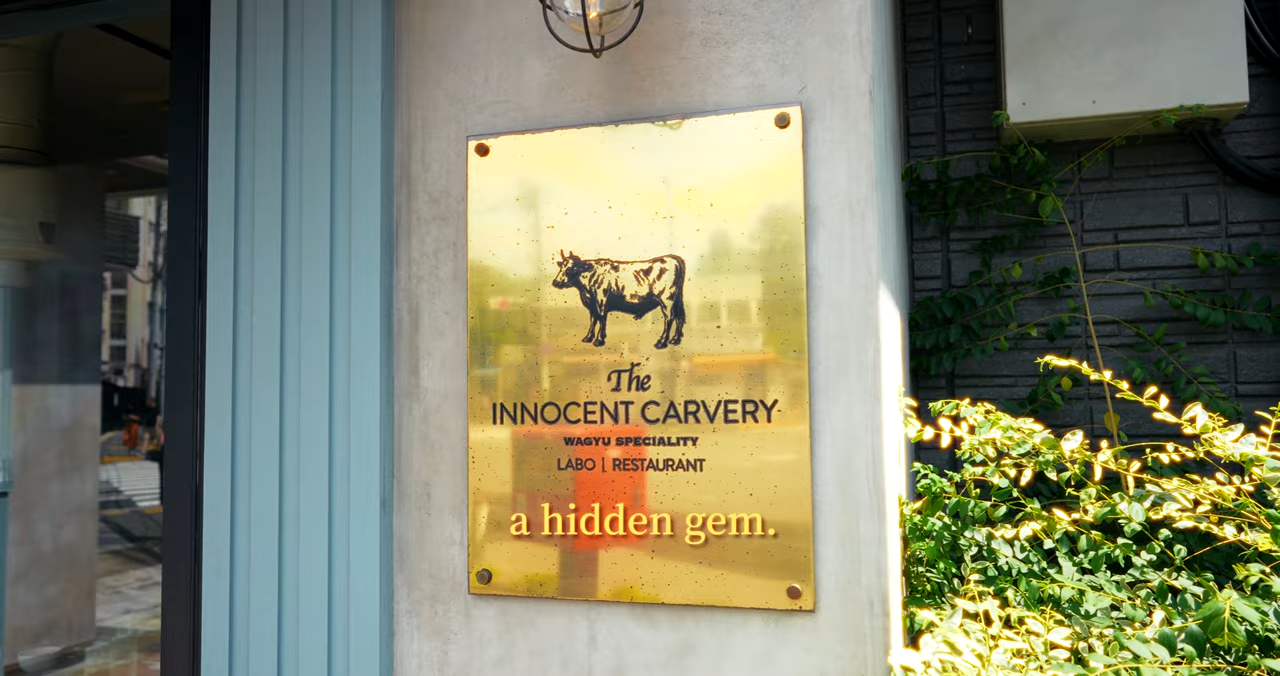 The
INNOCENT CARVERY
WAGYU SPECIALITY
LABO | RESTAURANT
a hidden gem.